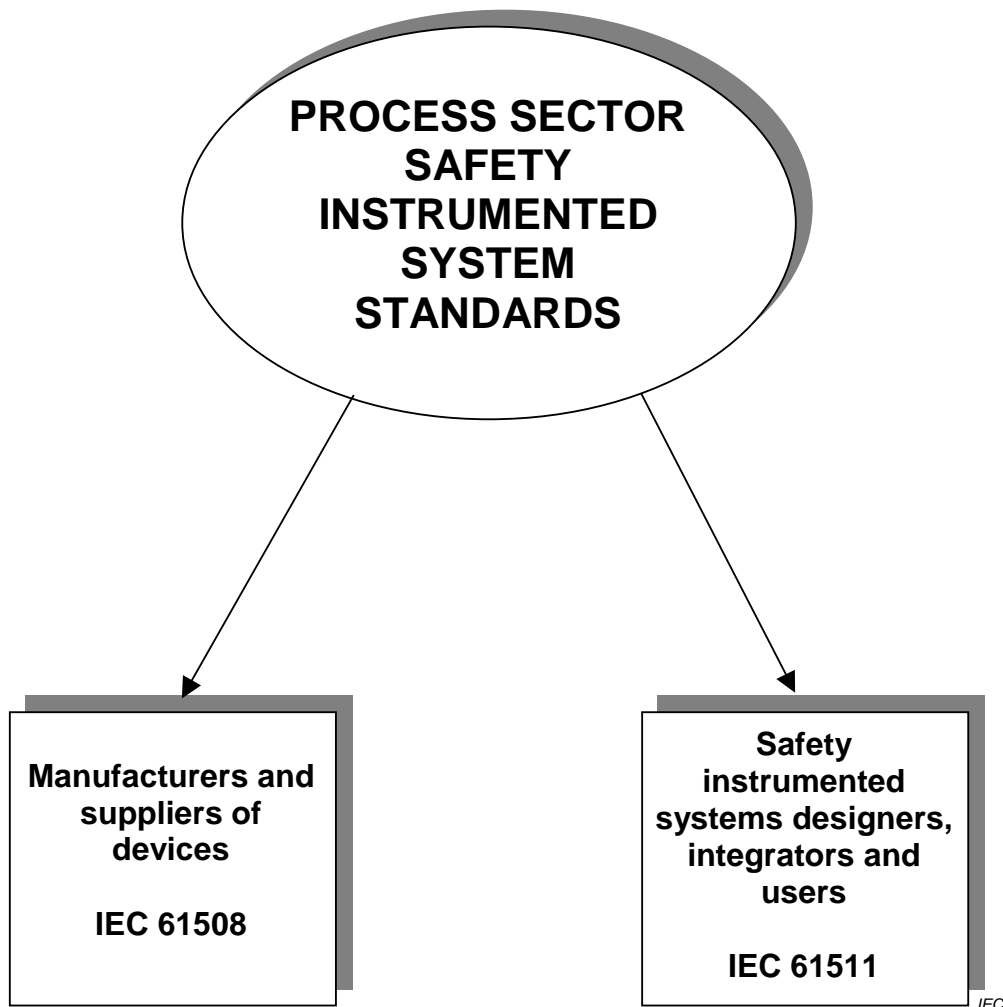 PROCESS SECTOR
SAFETY
INSTRUMENTED
SYSTEM
STANDARDS
Manufacturers and
suppliers of
devices
IEC 61508
Safety
instrumented
systems designers,
integrators and
users
IEC 61511
IEC